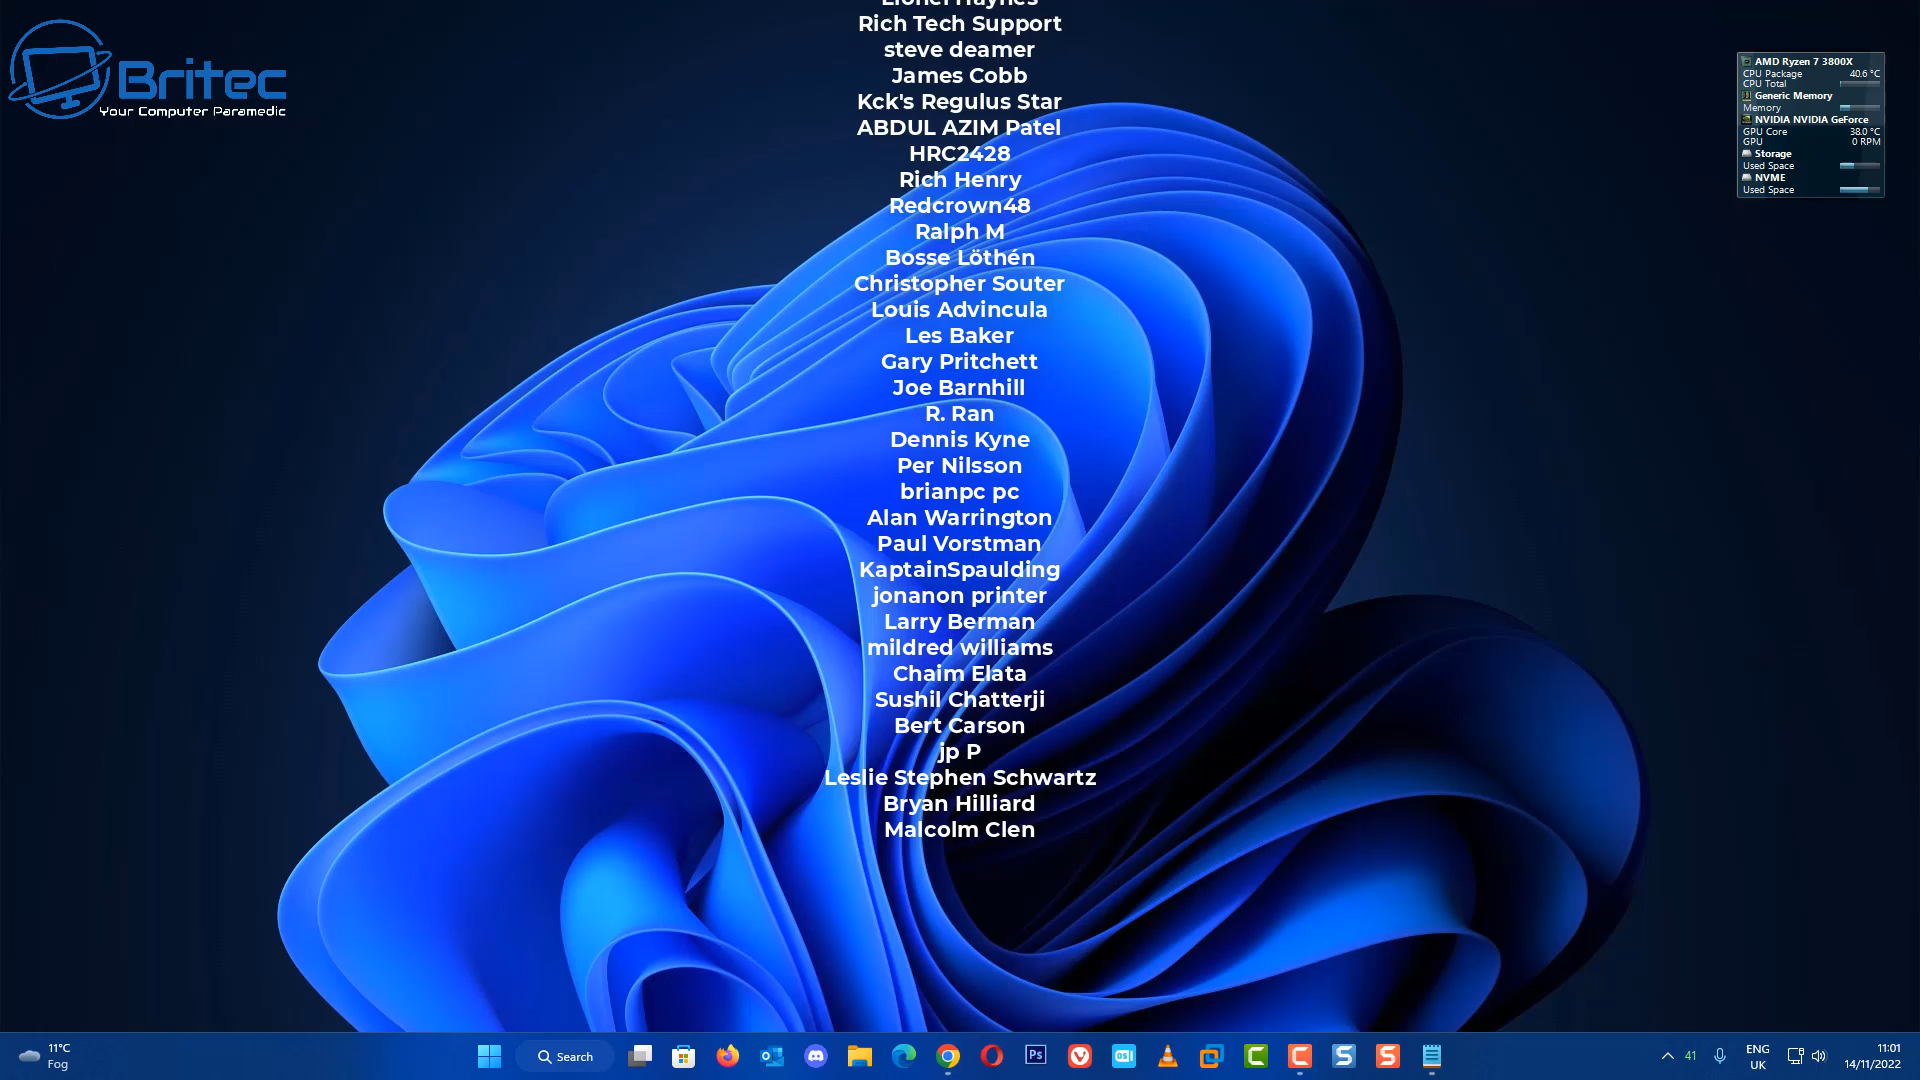 Lionel Haynes
Rich Tech Support
steve deamer
James Cobb
Kck's Regulus Star
ABDUL AZIM Patel
HRC2428
Rich Henry
Redcrown48
Ralph M
Bosse Löthén
Christopher Souter
Louis Advincula
Les Baker
Gary Pritchett
Joe Barnhill
R. Ran
Dennis Kyne
Per Nilsson
brianpc pc
Alan Warrington
Paul Vorstman
KaptainSpaulding
jonanon printer
Larry Berman
mildred williams
Chaim Elata
Sushil Chatterji
Bert Carson
jp P
Leslie Stephen Schwartz
Bryan Hilliard
Malcolm Clen
Britec
Your Computer Paramedic
AMD Ryzen 7 3800X
CPU Package 40.6 °C
CPU Total
Generic Memory
Memory
NVIDIA NVIDIA GeForce
GPU Core 38.0 °C
GPU 0 RPM
Storage
Used Space
NVME
Used Space
11°C
Fog
Search
Ps
OSI
41
ENG
UK
11:01
14/11/2022